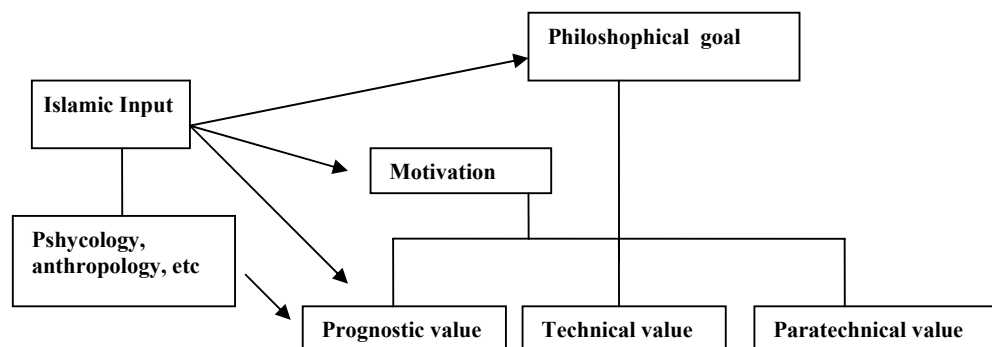 Philoshophical goal
Islamic Input
Motivation
Pshycology,
anthropology, etc
Prognostic value
Technical value
Paratechnical value